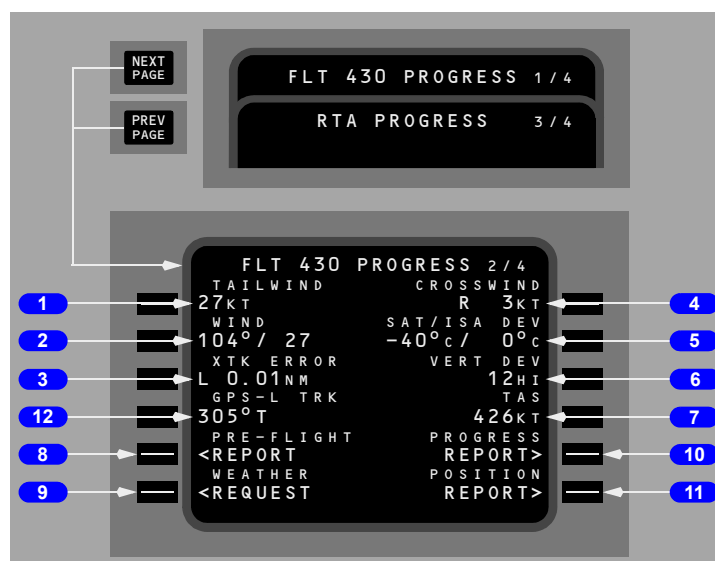 NEXT
PAGE
FLT 430 PROGRESS 1/4
PREV
PAGE
RTA PROGRESS 3/4
FLT 430 PROGRESS 2/4
TAILWIND CROSSWIND
1 27KT R 3KT 4
WIND SAT/ISA DEV
2 104°/ 27 -40°C/ 0°C 5
XTK ERROR VERT DEV
3 L 0.01NM 12HI 6
GPS-L TRK TAS
12 305°T 426KT 7
PRE-FLIGHT PROGRESS
8 <REPORT REPORT> 10
WEATHER POSITION
9 <REQUEST REPORT> 11